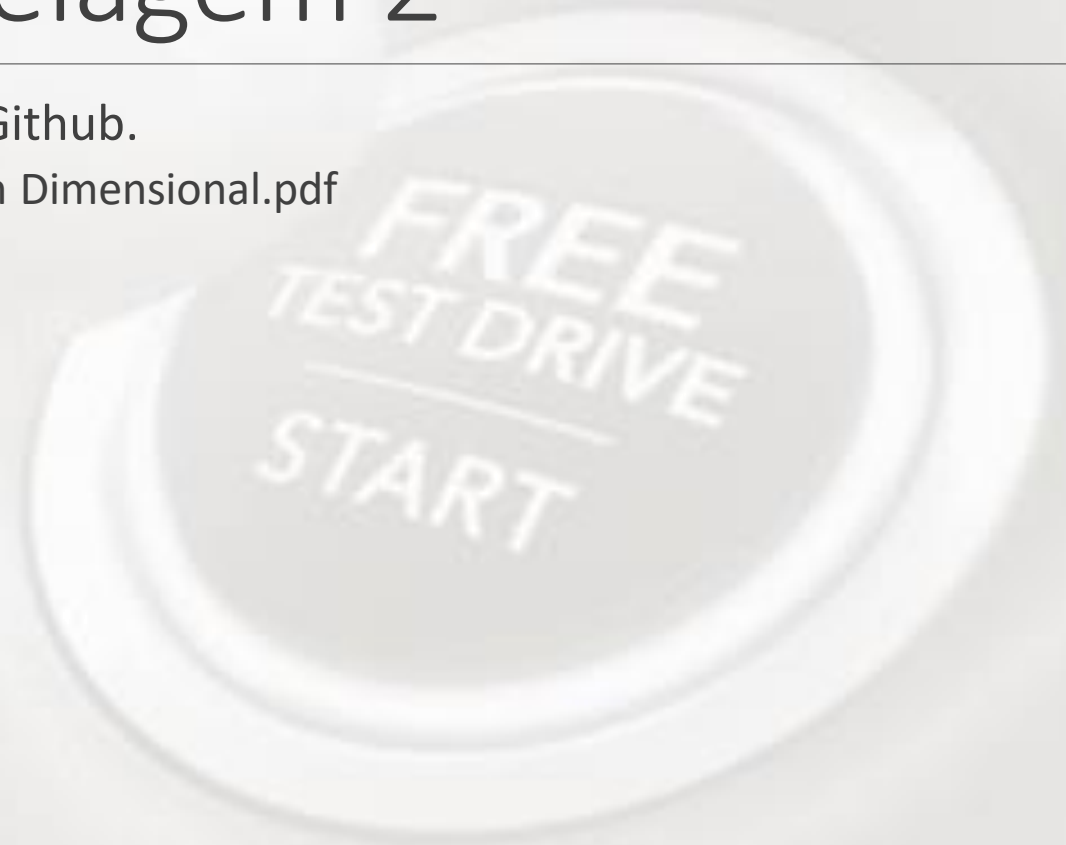 elagem 2
Github.
n Dimensional.pdf
FREE
TEST DRIVE
START